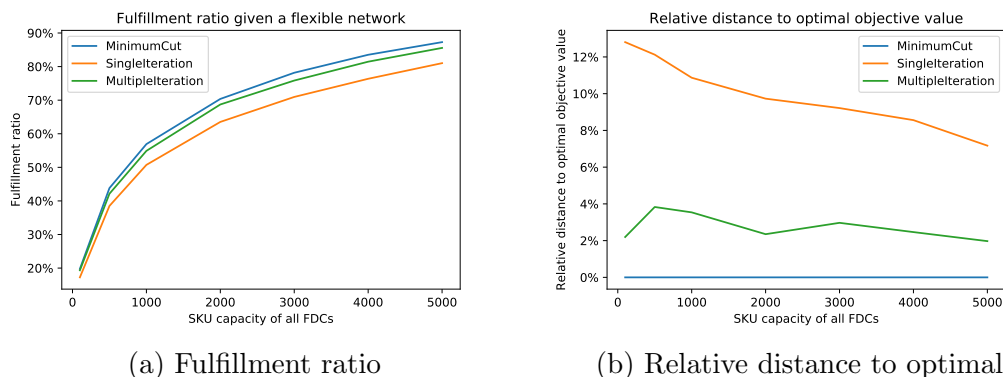 Fulfillment ratio given a flexible network
90%
80%
70%
60%
50%
40%
30%
20%
Fulfillment ratio
MinimumCut
SingleIteration
MultipleIteration
0 1000 2000 3000 4000 5000
SKU capacity of all FDCs
(a) Fulfillment ratio
Relative distance to optimal objective value
12%
10%
8%
6%
4%
2%
0%
Relative distance to optimal objective value
MinimumCut
SingleIteration
MultipleIteration
0 1000 2000 3000 4000 5000
SKU capacity of all FDCs
(b) Relative distance to optimal